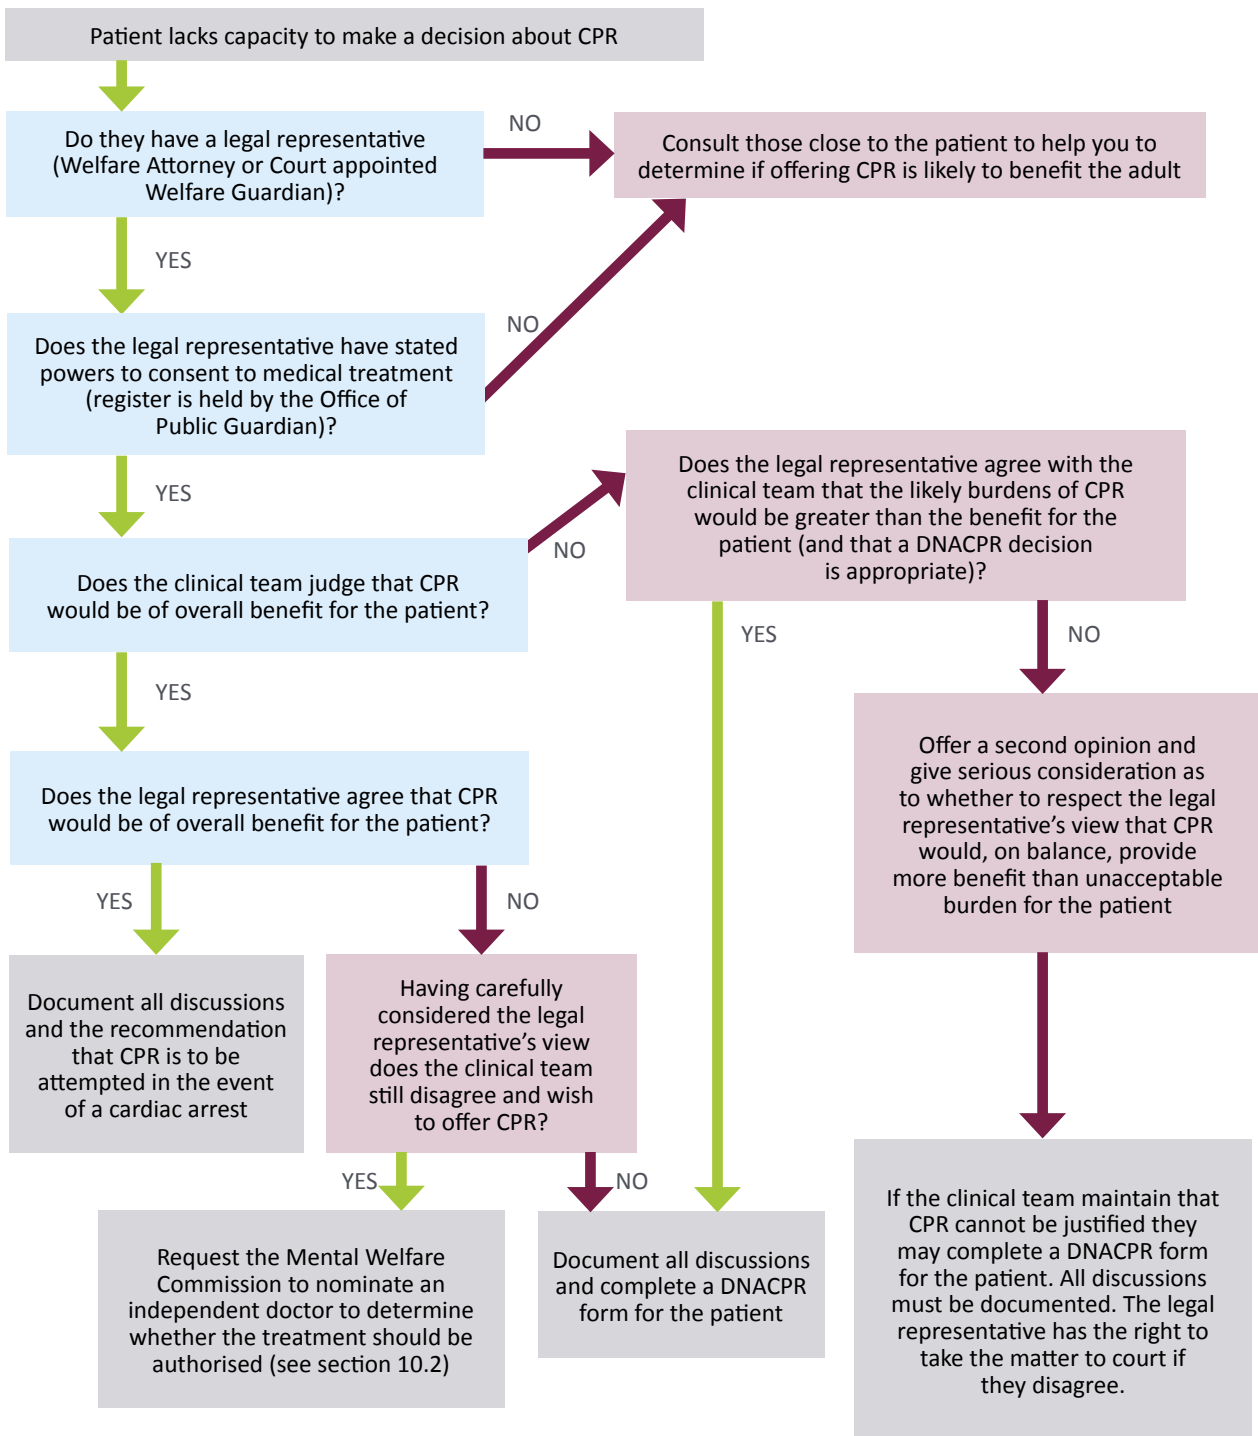 Patient lacks capacity to make a decision about CPR
Do they have a legal representative
(Welfare Attorney or Court appointed
Welfare Guardian)?
NO
Consult those close to the patient to help you to
determine if offering CPR is likely to benefit the adult
YES
NO
Does the legal representative have stated
powers to consent to medical treatment
(register is held by the Office of
Public Guardian)?
YES
NO
Does the legal representative agree with the
clinical team that the likely burdens of CPR
would be greater than the benefit for the
patient (and that a DNACPR decision
is appropriate)?
Does the clinical team judge that CPR
would be of overall benefit for the patient?
YES
NO
YES
Offer a second opinion and
give serious consideration as
to whether to respect the legal
representative’s view that CPR
would, on balance, provide
more benefit than unacceptable
burden for the patient
Does the legal representative agree that CPR
would be of overall benefit for the patient?
YES
NO
Document all discussions
and the recommendation
that CPR is to be
attempted in the event
of a cardiac arrest
Having carefully
considered the legal
representative’s view
does the clinical team
still disagree and wish
to offer CPR?
YES
NO
Request the Mental Welfare
Commission to nominate an
independent doctor to determine
whether the treatment should be
authorised (see section 10.2)
Document all discussions
and complete a DNACPR
form for the patient
If the clinical team maintain that
CPR cannot be justified they
may complete a DNACPR form
for the patient. All discussions
must be documented. The legal
representative has the right to
take the matter to court if
they disagree.